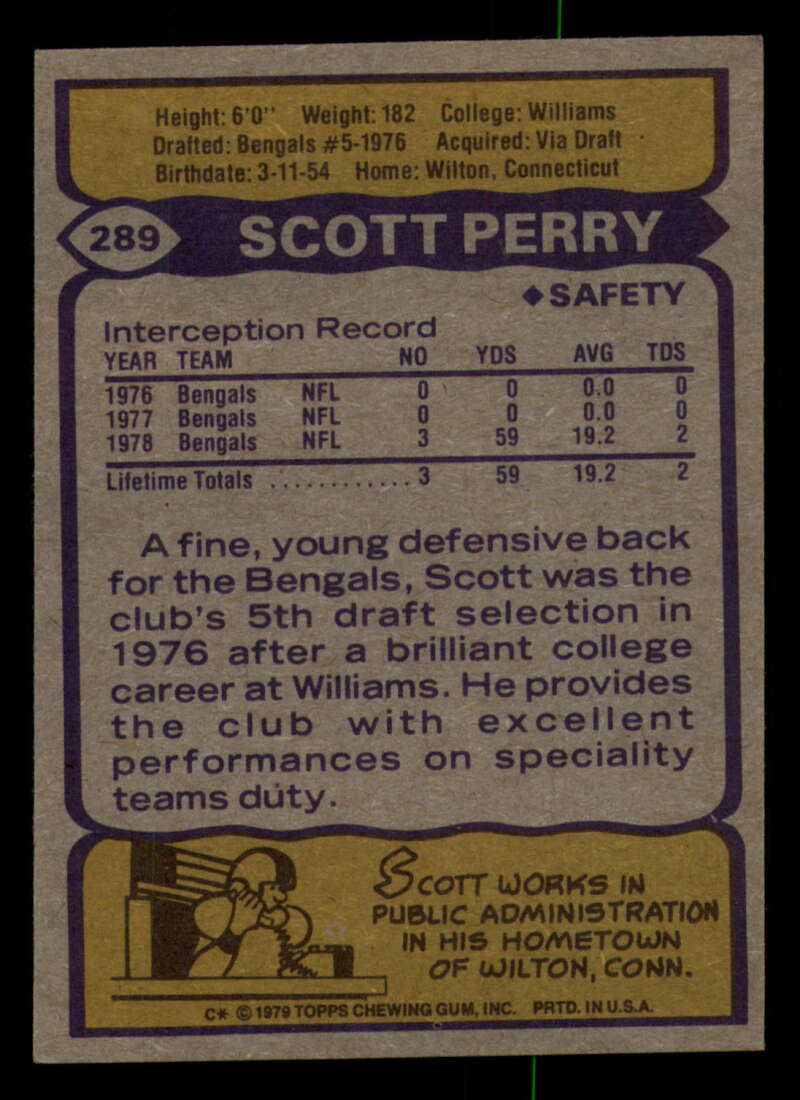 Height: 6'0" Weight: 182 College: Williams
Drafted: Bengals #5-1976 Acquired: Via Draft
Birthdate: 3-11-54 Home: Wilton, Connecticut
289 SCOTT PERRY
◆SAFETY
Interception Record
YEAR TEAM NO YDS AVG TDS
1976 Bengals NFL 0 0 0.0 0
1977 Bengals NFL 0 0 0.0 0
1978 Bengals NFL 3 59 19.2 2
Lifetime Totals ............ 3 59 19.2 2
A fine, young defensive back
for the Bengals, Scott was the
club's 5th draft selection in
1976 after a brilliant college
career at Williams. He provides
the club with excellent
performances on speciality
teams duty.
SCOTT WORKS IN
PUBLIC ADMINISTRATION
IN HIS HOMETOWN
OF WILTON, CONN.
C* © 1979 TOPPS CHEWING GUM, INC. PRTD. IN U.S.A.